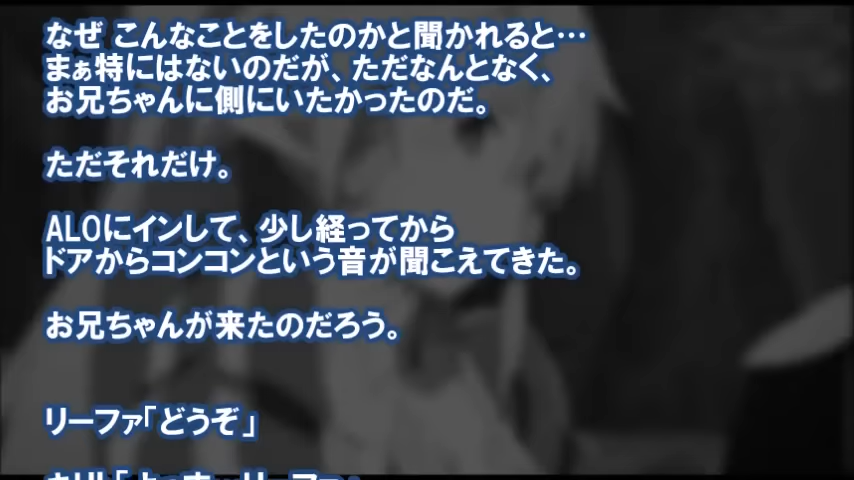 なぜ こんなことをしたのかと聞かれると…
まぁ特にはないのだが、ただなんとなく、
お兄ちゃんに側にいたかったのだ。
ただそれだけ。
ALOにインして、少し経ってから
ドアからコンコンという音が聞こえてきた。
お兄ちゃんが来たのだろう。
リーファ「どうぞ」